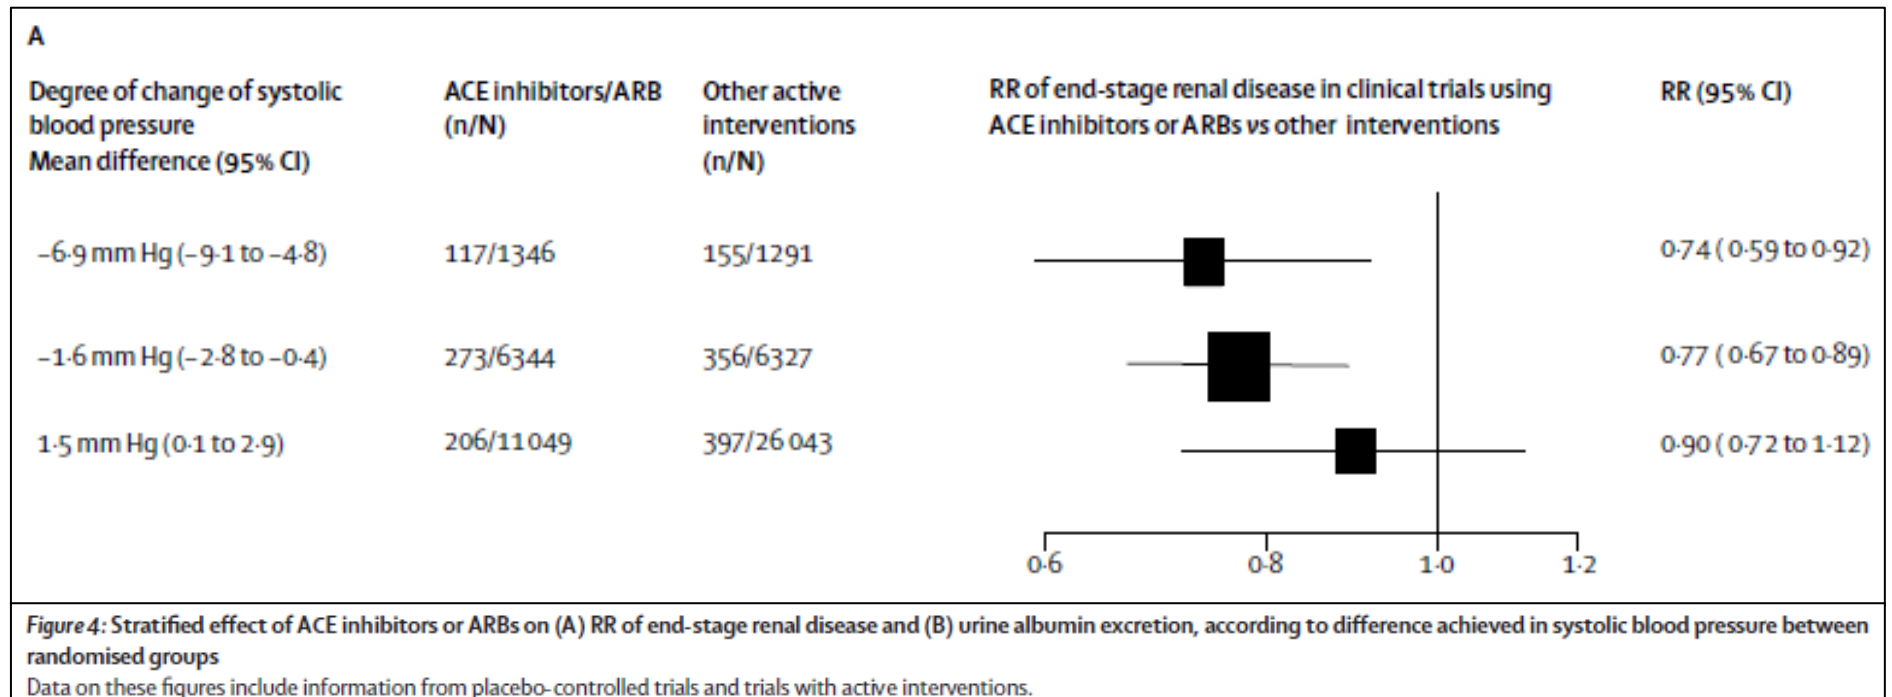 A
Degree of change of systolic
blood pressure
Mean difference (95% CI)
ACE inhibitors/ARB
(n/N)
Other active
interventions
(n/N)
RR of end-stage renal disease in clinical trials using
ACE inhibitors or ARBs vs other interventions
RR (95% CI)
–6·9 mm Hg (–9·1 to –4·8) 117/1346 155/1291 0·74 ( 0·59 to 0·92)
–1·6 mm Hg (–2·8 to –0·4) 273/6344 356/6327 0·77 ( 0·67 to 0·89)
1·5 mm Hg (0·1 to 2·9) 206/11 049 397/26 043 0·90 ( 0·72 to 1·12)
0·6 0·8 1·0 1·2
Figure 4: Stratified effect of ACE inhibitors or ARBs on (A) RR of end-stage renal disease and (B) urine albumin excretion, according to difference achieved in systolic blood pressure between
randomised groups
Data on these figures include information from placebo-controlled trials and trials with active interventions.